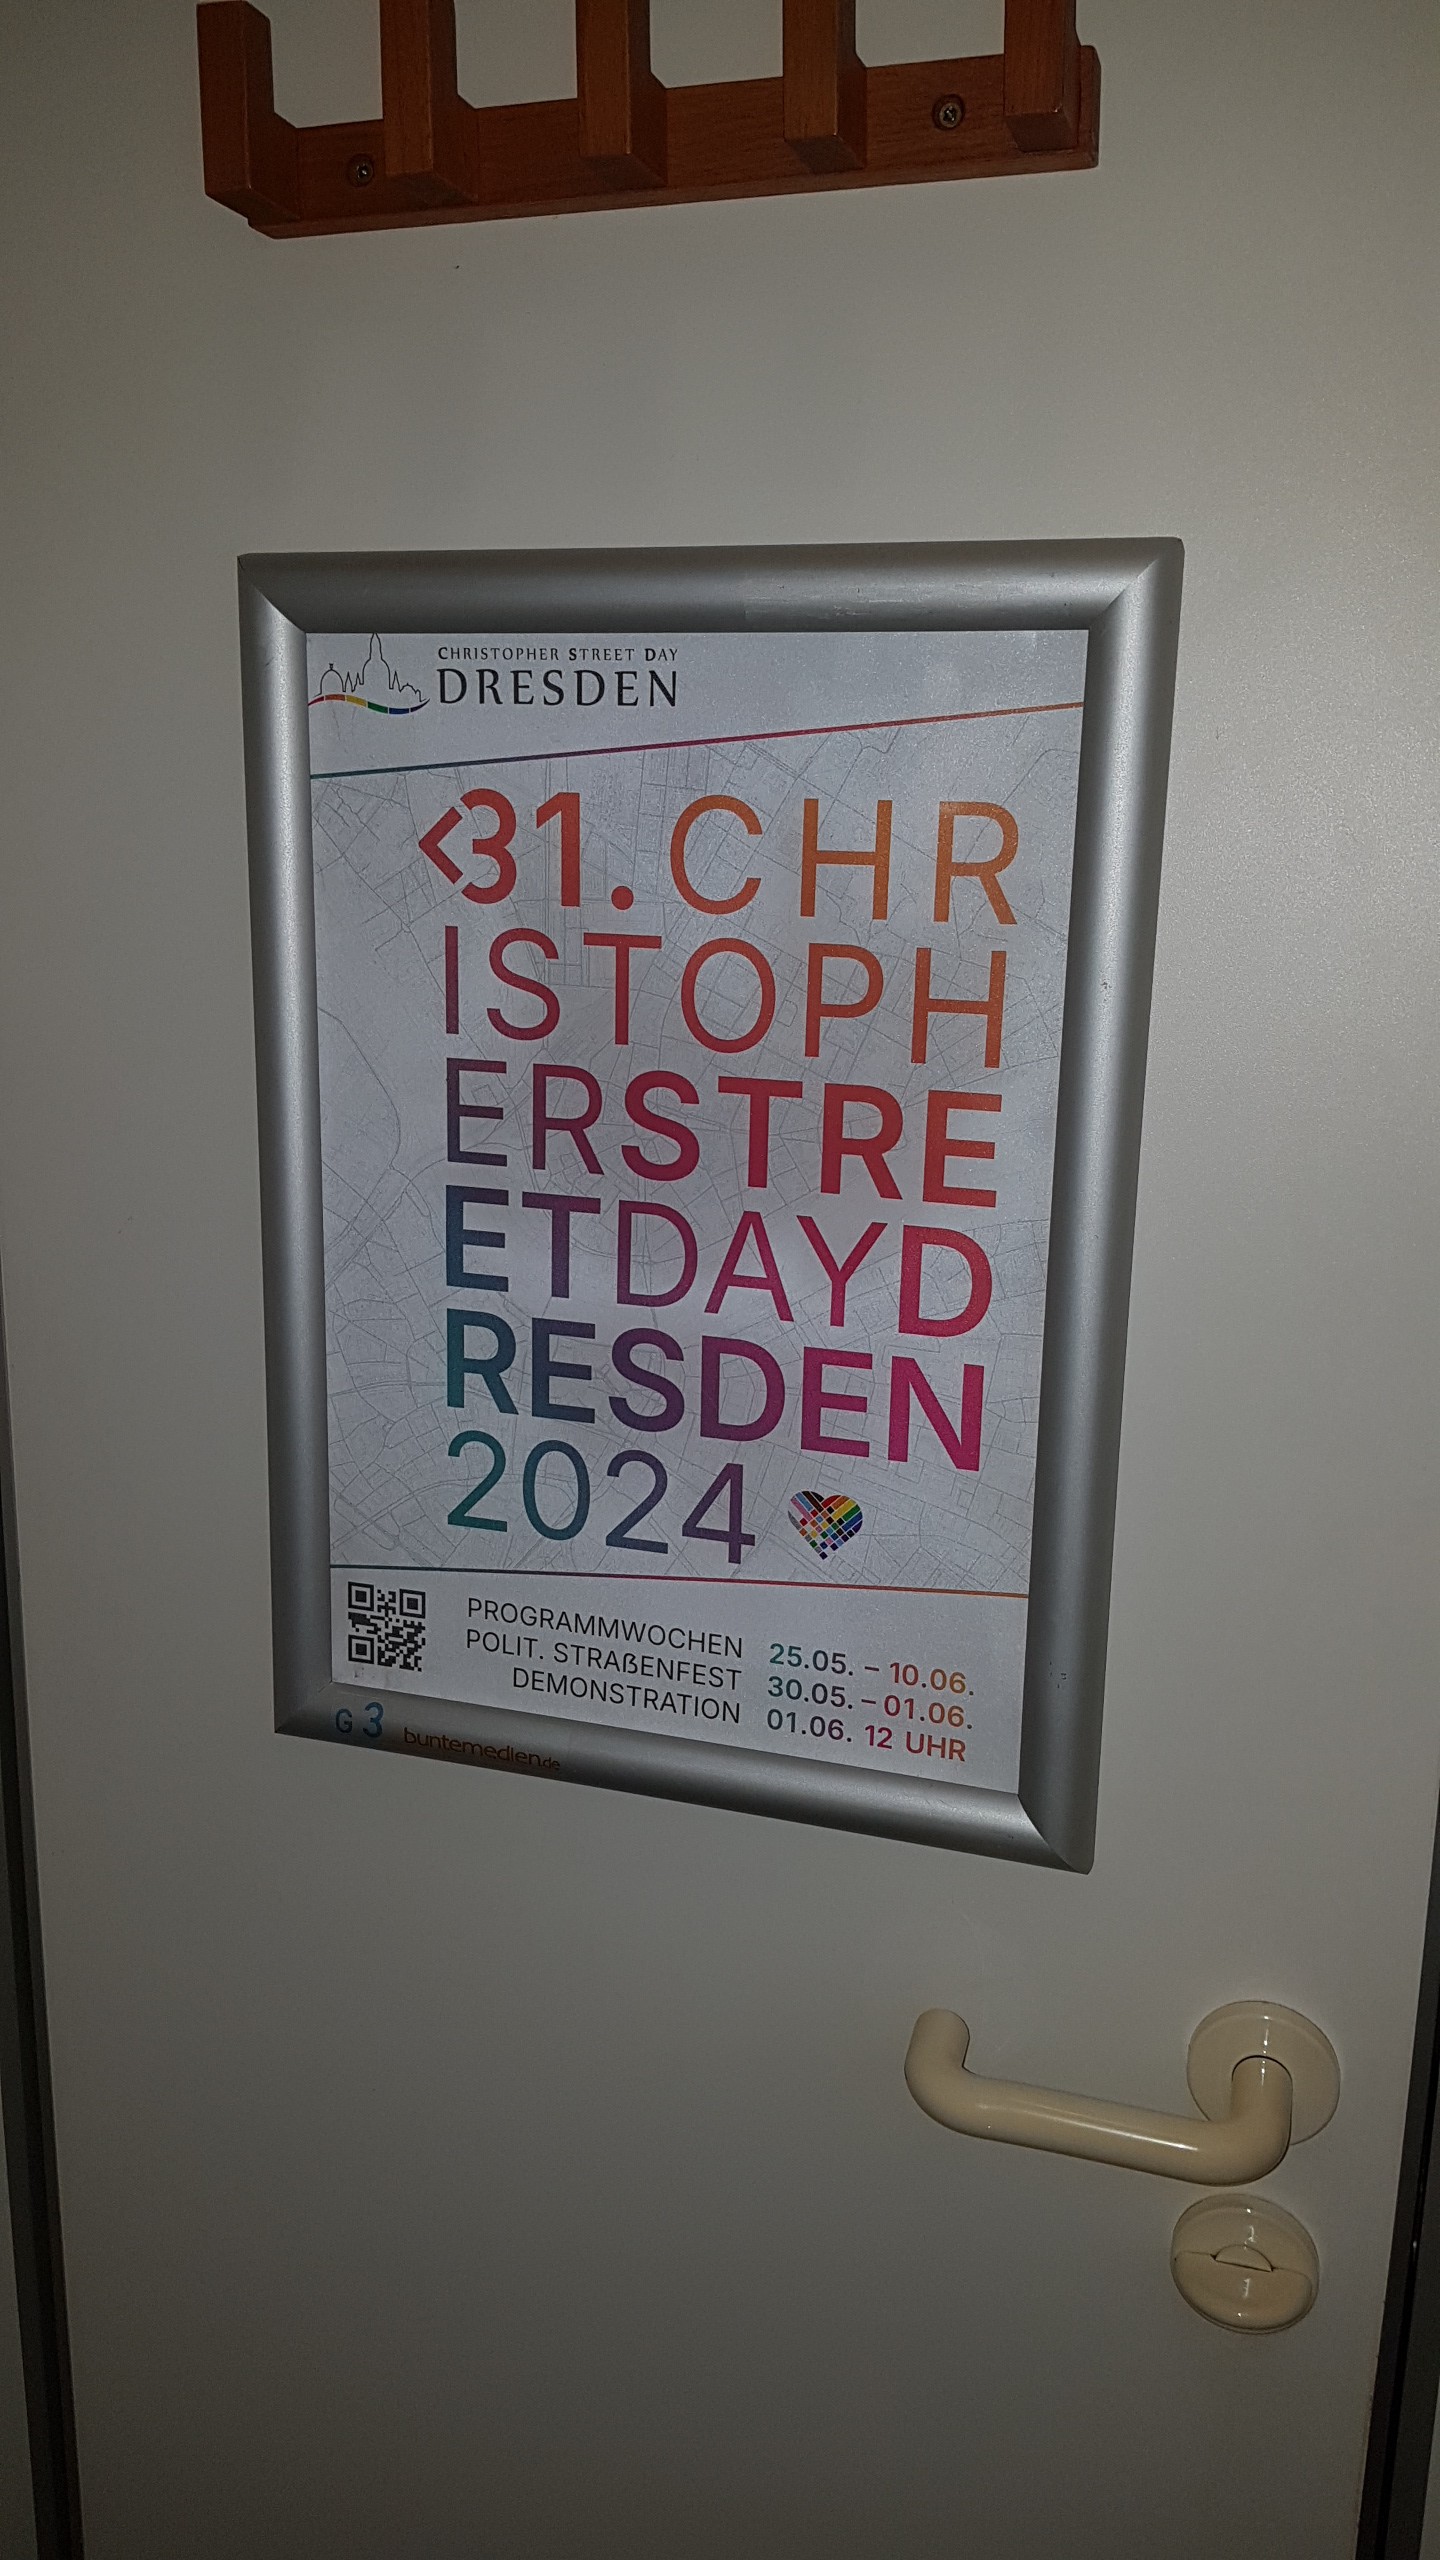 CHRISTOPHER STREET DAY
DRESDEN
<31. CHR
ISTOPH
ERSTRE
ETDAYD
RESDEN
2024
PROGRAMMWOCHEN 25.05. – 10.06.
POLIT. STRAßENFEST 30.05. – 01.06.
DEMONSTRATION 01.06. 12 UHR
G 3 buntemedien.de